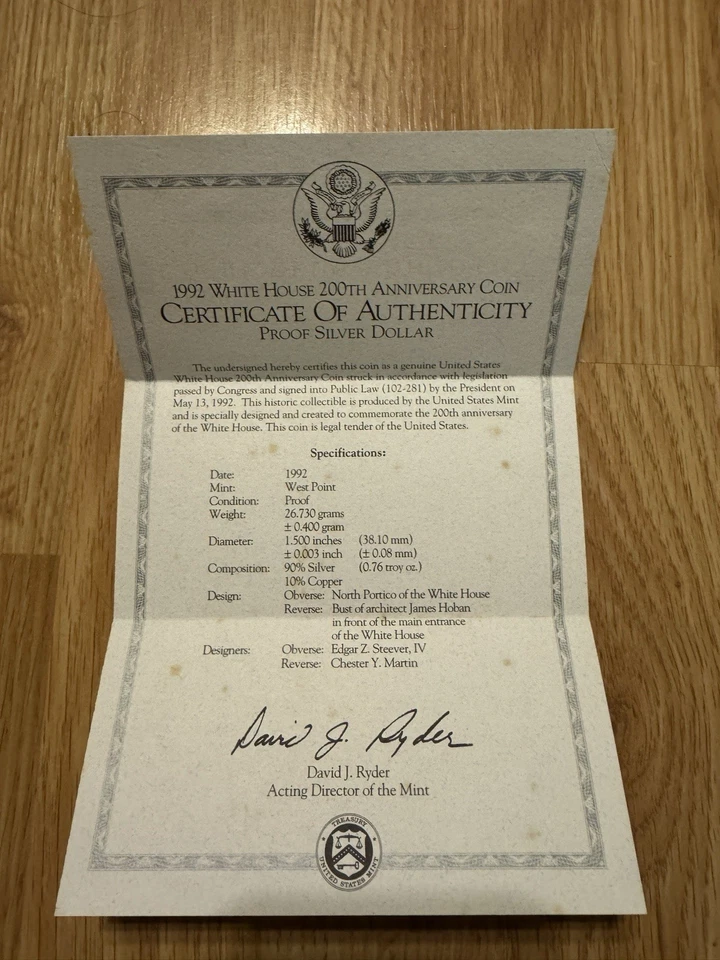 1992 WHITE HOUSE 200TH ANNIVERSARY COIN
CERTIFICATE OF AUTHENTICITY
PROOF SILVER DOLLAR
The undersigned hereby certifies this coin as a genuine United States
White House 200th Anniversary Coin struck in accordance with legislation
passed by Congress and signed into Public Law (102-281) by the President on
May 13, 1992. This historic collectible is produced by the United States Mint
and is specially designed and created to commemorate the 200th anniversary
of the White House. This coin is legal tender of the United States.
Specifications:
Date: 1992
Mint: West Point
Condition: Proof
Weight: 26.730 grams
± 0.400 gram
Diameter: 1.500 inches (38.10 mm)
± 0.003 inch (± 0.08 mm)
Composition: 90% Silver (0.76 troy oz.)
10% Copper
Design: Obverse: North Portico of the White House
Reverse: Bust of architect James Hoban
in front of the main entrance
of the White House
Designers: Obverse: Edgar Z. Steever, IV
Reverse: Chester Y. Martin
David J. Ryder
David J. Ryder
Acting Director of the Mint
TREASURY
UNITED STATES MINT